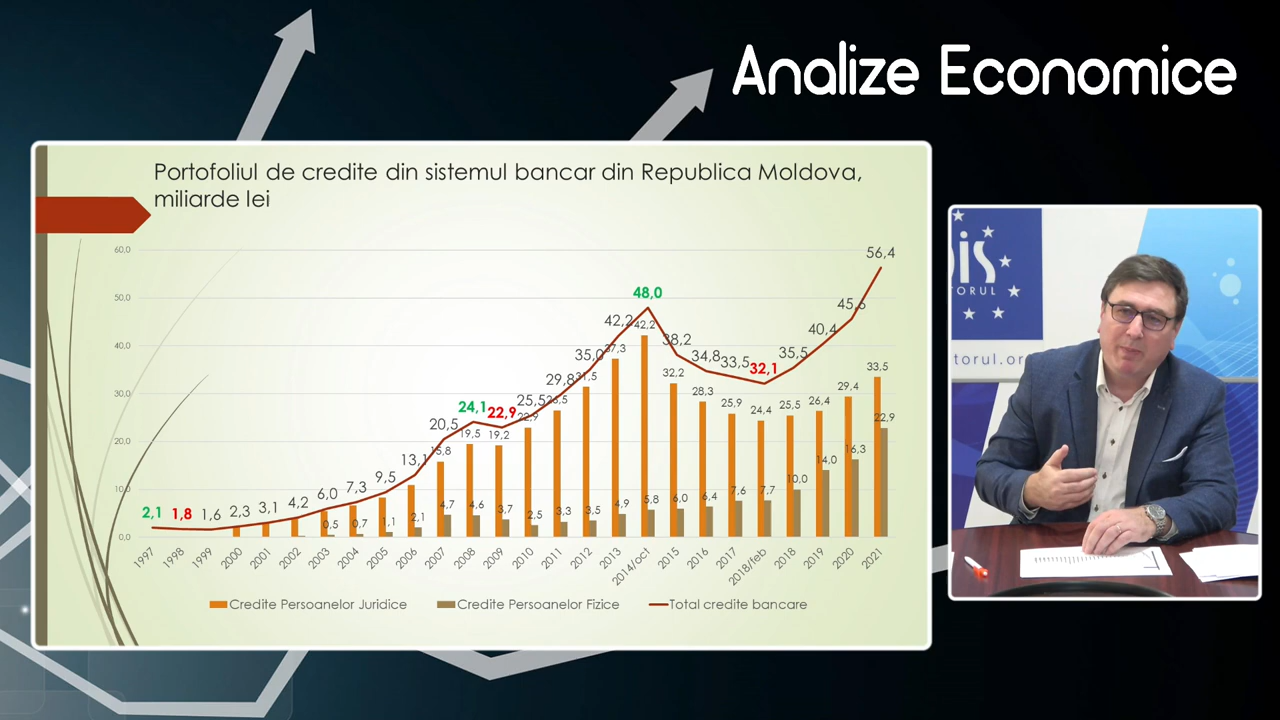 Analize Economice
Portofoliul de credite din sistemul bancar din Republica Moldova,
miliarde lei
60,0
50,0
40,0
30,0
20,0
10,0
0,0
2,1 1,8 1,6 2,3 3,1 4,2 6,0 7,3 9,5 13,1 20,5 24,1 22,9 25,5 29,8 35,0 42,2 48,0 38,2 34,8 33,5 32,1 35,5 40,4 45,6 56,4
15,8 19,5 19,2 22,9 26,5 31,5 37,3 42,2 32,2 28,3 25,9 24,4 25,5 26,4 29,4 33,5
0,5 0,7 1,1 2,1 4,7 4,6 3,7 2,5 3,3 3,5 4,9 5,8 6,0 6,4 7,6 7,7 10,0 14,0 16,3 22,9
1997 1998 1999 2000 2001 2002 2003 2004 2005 2006 2007 2008 2009 2010 2011 2012 2013 2014/oct 2015 2016 2017 2018/feb 2018 2019 2020 2021
Credite Persoanelor Juridice Credite Persoanelor Fizice Total credite bancare
TORUL
torul.or